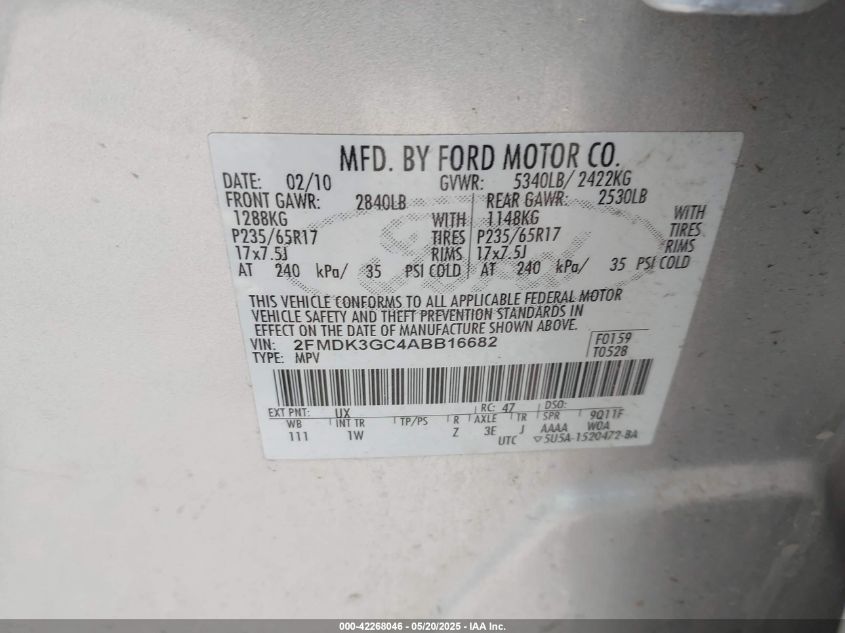 MFD. BY FORD MOTOR CO.
DATE: 02/10 GVWR: 5340LB/ 2422KG
FRONT GAWR: 2840LB REAR GAWR: 2530LB
1288KG WITH 1148KG WITH
P235/65R17 TIRES P235/65R17 TIRES
17x7.5J RIMS 17x7.5J RIMS
AT 240 kPa/ 35 PSI COLD AT 240 kPa/ 35 PSI COLD
THIS VEHICLE CONFORMS TO ALL APPLICABLE FEDERAL MOTOR
VEHICLE SAFETY AND THEFT PREVENTION STANDARDS IN
EFFECT ON THE DATE OF MANUFACTURE SHOWN ABOVE.
VIN: 2FMDK3GC4ABB16682 F0159
TYPE: MPV T0528
EXT PNT: UX RC: 47 DSO: 9Q11F
WB INT TR TP/PS R AXLE TR SPR WOA
111 1W Z 3E J AAAA
UTC ▽5U5A-1520472-BA
000-42268046 - 05/20/2025 - IAA Inc.